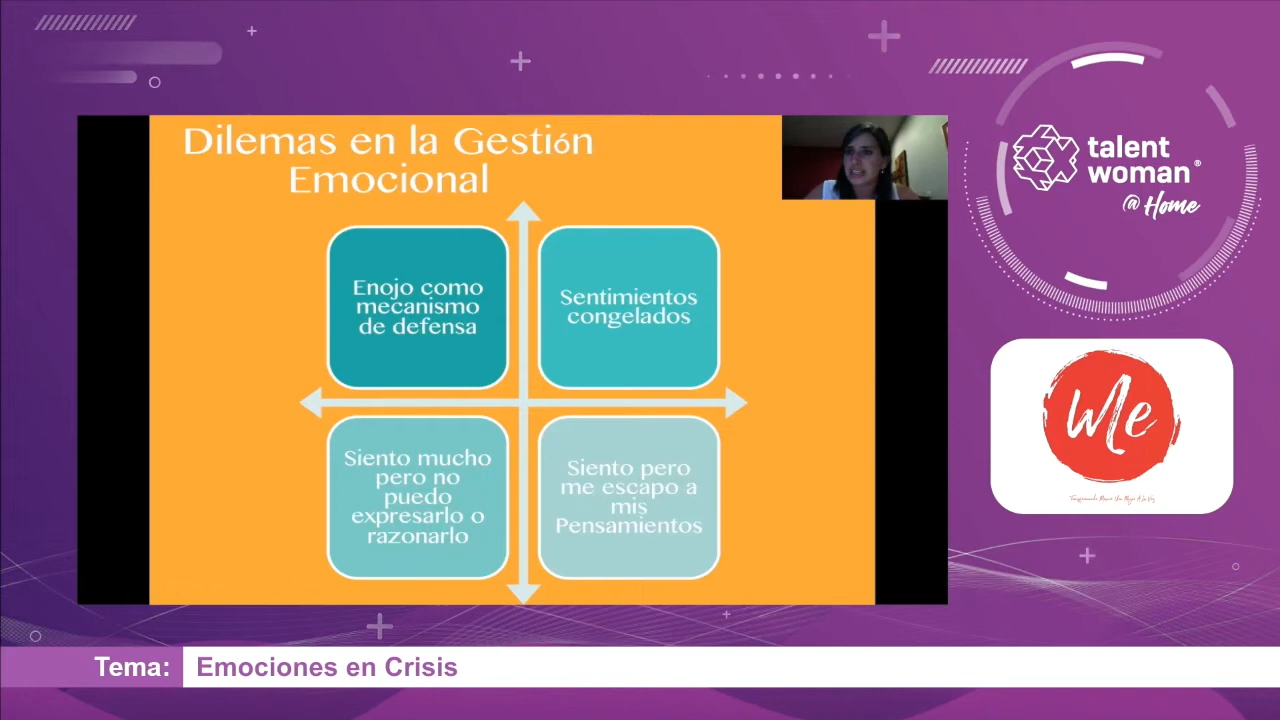 Dilemas en la Gestión
Emocional
Enojo como
mecanismo
de defensa
Sentimientos
congelados
Siento mucho
pero no
puedo
expresarlo o
razonarlo
Siento pero
me escapo a
mis
Pensamientos
talent
woman®
@ Home
wle
Tema: Emociones en Crisis